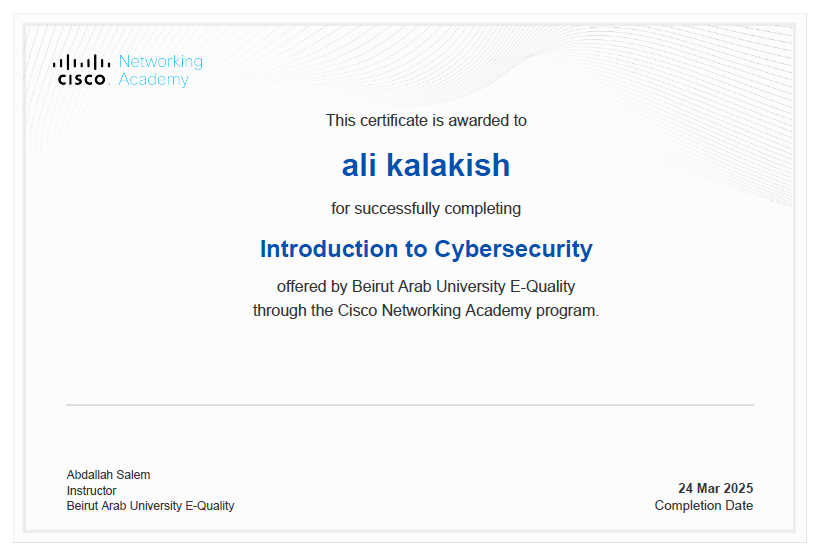 CISCO
Networking
Academy
This certificate is awarded to
ali kalakish
for successfully completing
Introduction to Cybersecurity
offered by Beirut Arab University E-Quality
through the Cisco Networking Academy program.
Abdallah Salem
Instructor
Beirut Arab University E-Quality
24 Mar 2025
Completion Date